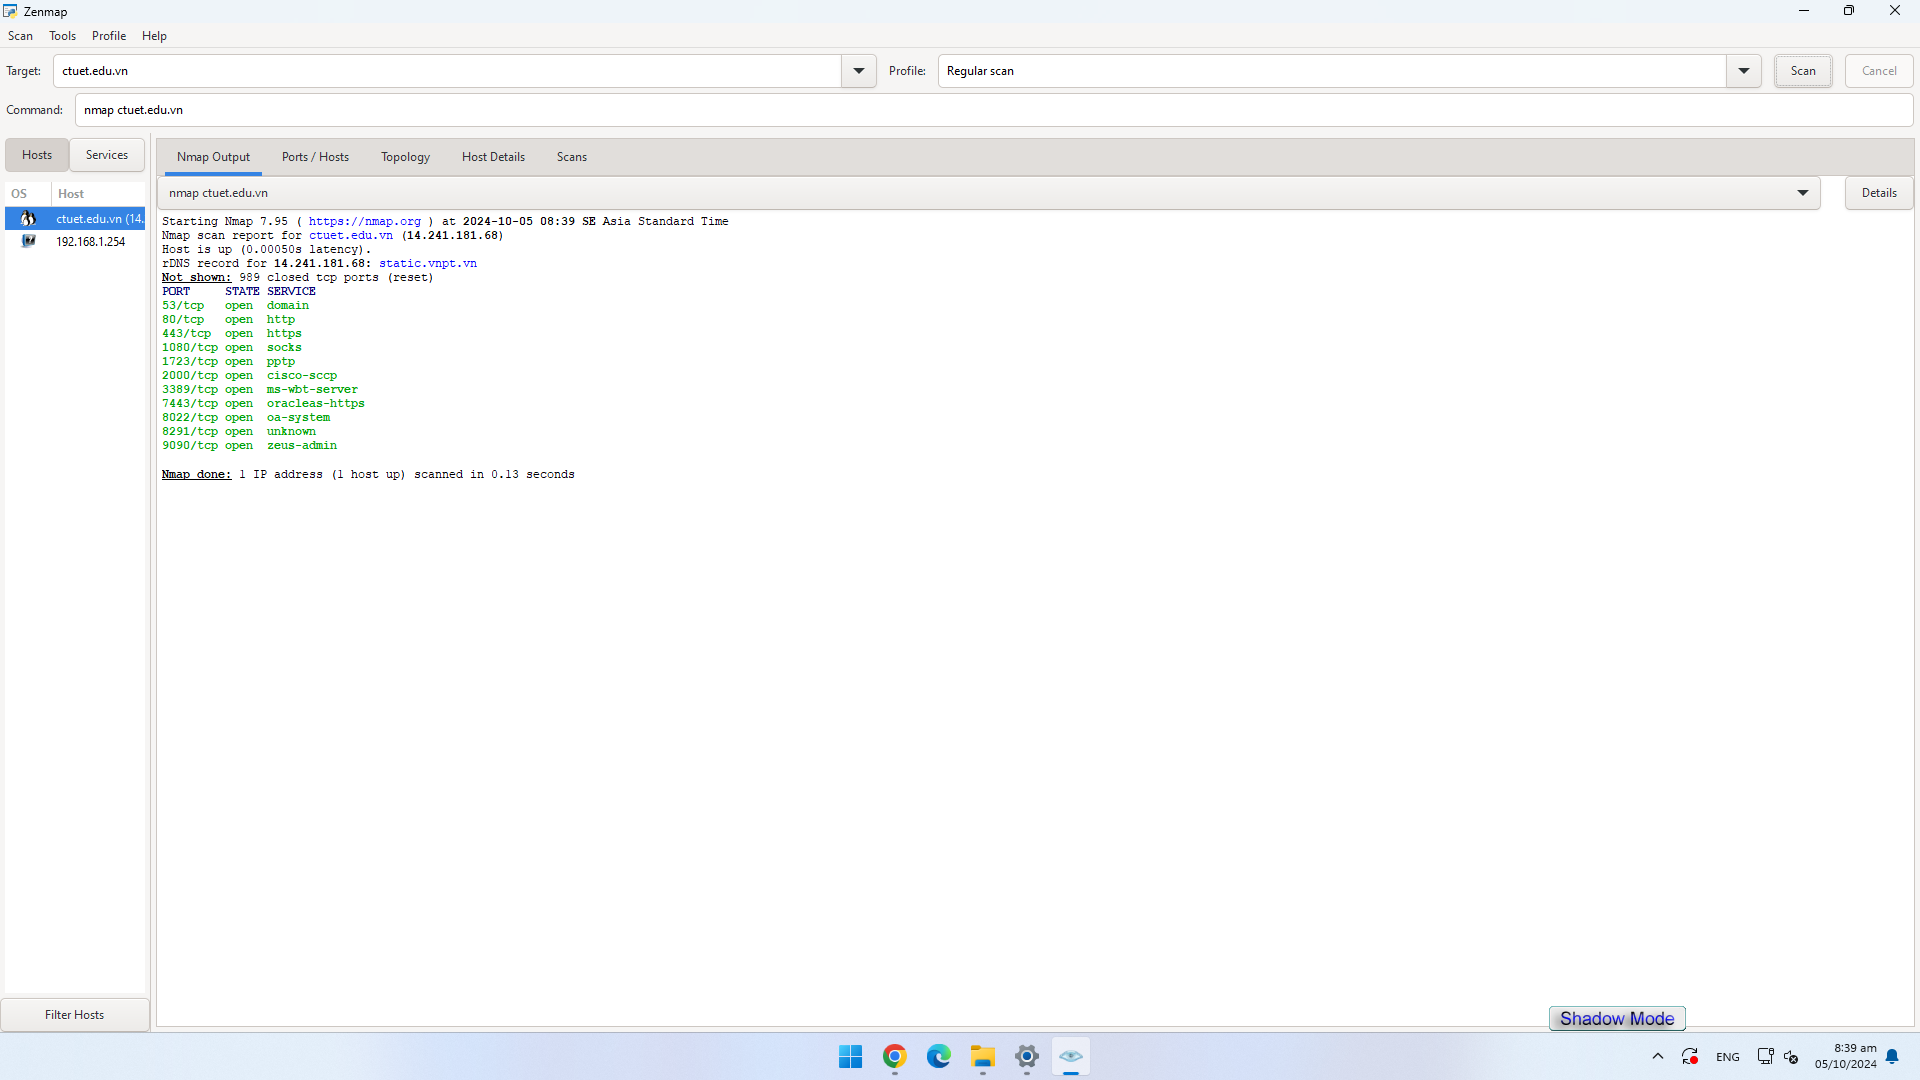 Zenmap
Scan Tools Profile Help
Target: ctuet.edu.vn Profile: Regular scan Scan Cancel
Command: nmap ctuet.edu.vn
Hosts Services
Nmap Output Ports / Hosts Topology Host Details Scans
OS Host
ctuet.edu.vn (14.
192.168.1.254
nmap ctuet.edu.vn Details
Starting Nmap 7.95 ( https://nmap.org ) at 2024-10-05 08:39 SE Asia Standard Time
Nmap scan report for ctuet.edu.vn (14.241.181.68)
Host is up (0.00050s latency).
rDNS record for 14.241.181.68: static.vnpt.vn
Not shown: 989 closed tcp ports (reset)
PORT STATE SERVICE
53/tcp open domain
80/tcp open http
443/tcp open https
1080/tcp open socks
1723/tcp open pptp
2000/tcp open cisco-sccp
3389/tcp open ms-wbt-server
7443/tcp open oracleas-https
8022/tcp open oa-system
8291/tcp open unknown
9090/tcp open zeus-admin
Nmap done: 1 IP address (1 host up) scanned in 0.13 seconds
Filter Hosts
Shadow Mode
ENG
8:39 am
05/10/2024